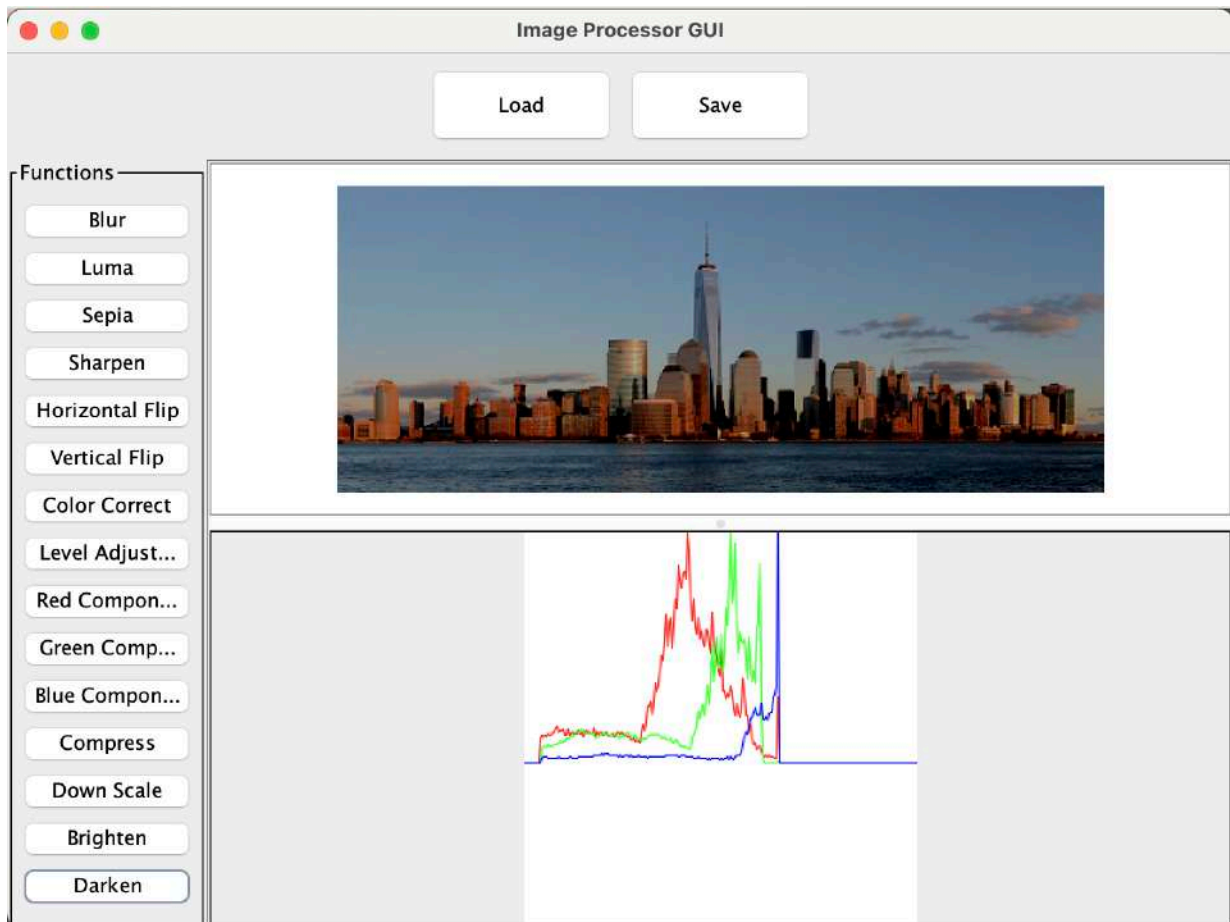 Image Processor GUI
Load
Save
Functions
Blur
Luma
Sepia
Sharpen
Horizontal Flip
Vertical Flip
Color Correct
Level Adjust...
Red Compon...
Green Comp...
Blue Compon...
Compress
Down Scale
Brighten
Darken